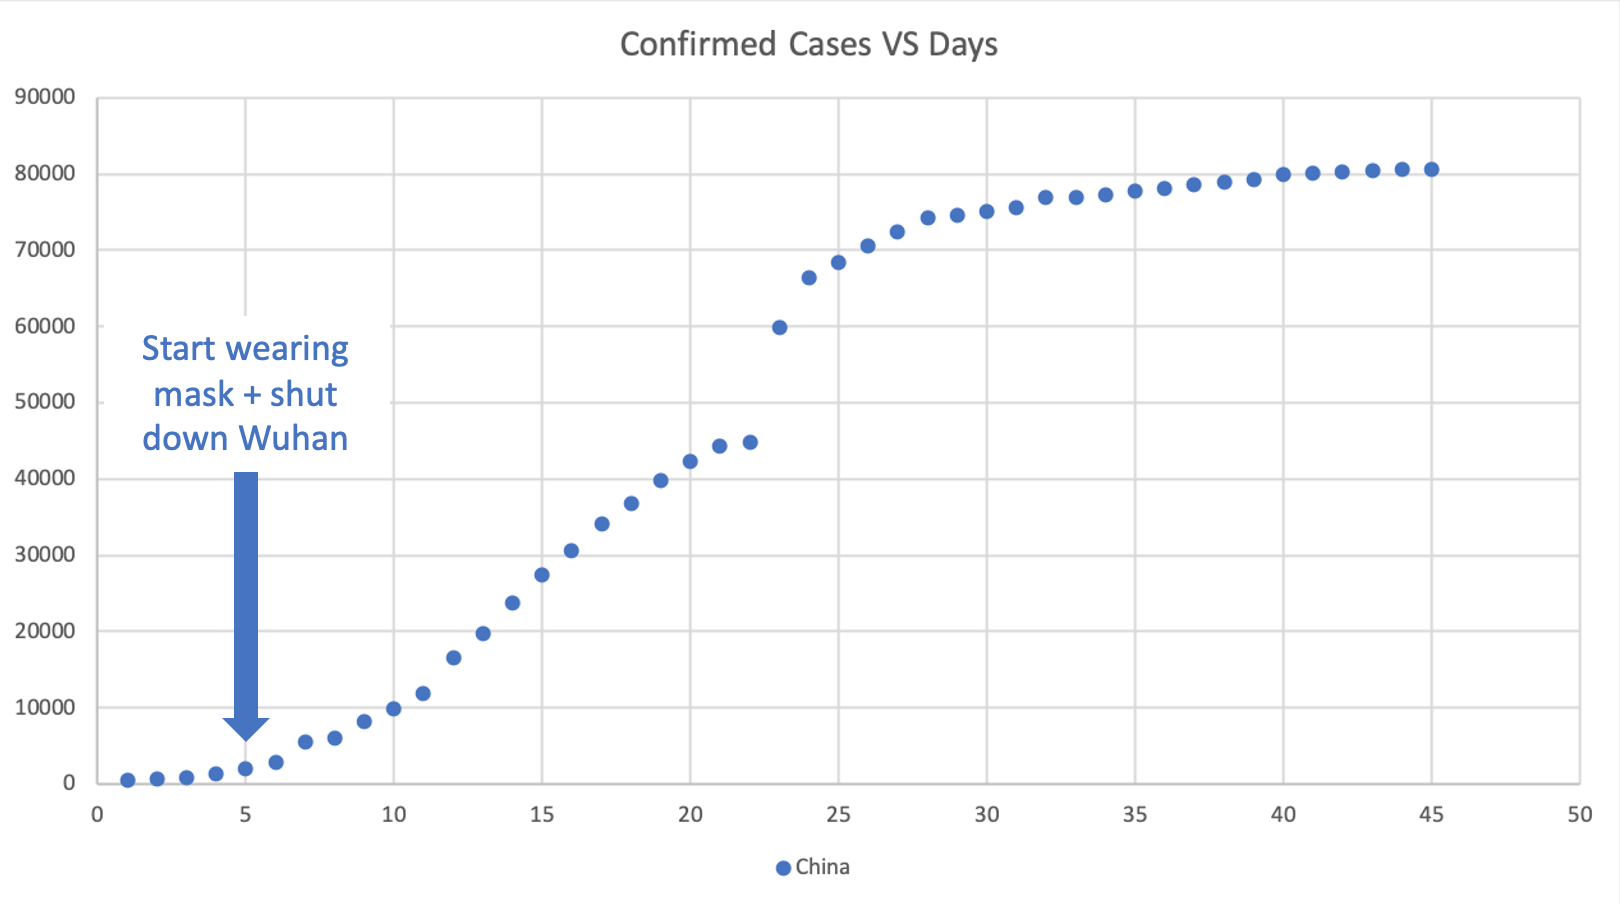 Confirmed Cases VS Days
90000
80000
70000
60000
50000
40000
30000
20000
10000
0
Start wearing
mask + shut
down Wuhan
0 5 10 15 20 25 30 35 40 45 50
China